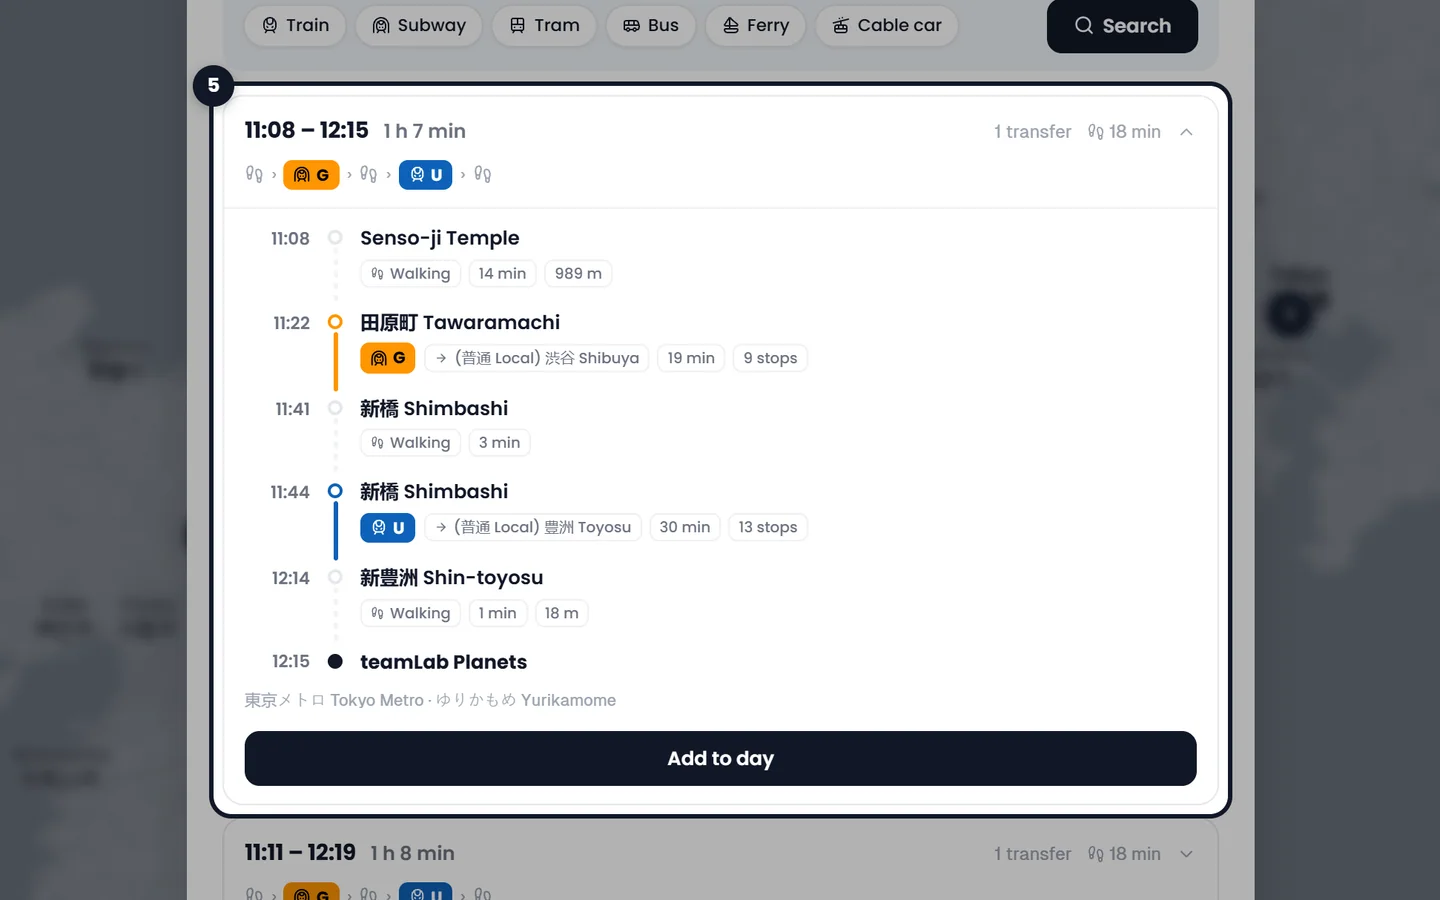 Train Subway Tram Bus Ferry Cable car Search
5
11:08 – 12:15 1 h 7 min 1 transfer 18 min
› G › › U ›
11:08 Senso-ji Temple
Walking 14 min 989 m
11:22 田原町 Tawaramachi
G → (普通 Local) 渋谷 Shibuya 19 min 9 stops
11:41 新橋 Shimbashi
Walking 3 min
11:44 新橋 Shimbashi
U → (普通 Local) 豊洲 Toyosu 30 min 13 stops
12:14 新豊洲 Shin-toyosu
Walking 1 min 18 m
12:15 teamLab Planets
東京メトロ Tokyo Metro · ゆりかもめ Yurikamome
Add to day
11:11 – 12:19 1 h 8 min 1 transfer 18 min
› G › › U ›